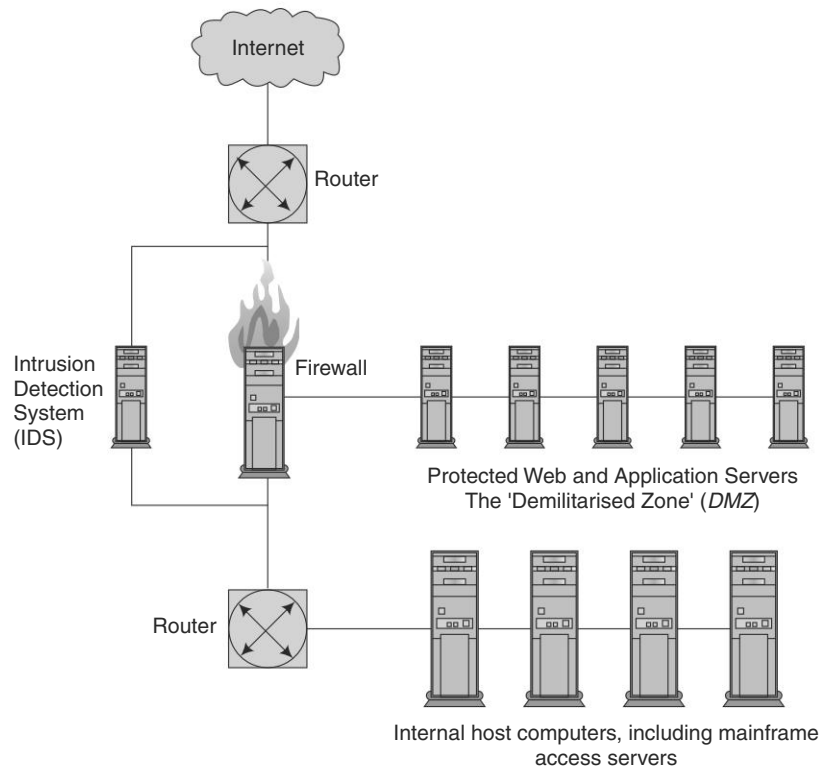 Internet
Router
Intrusion
Detection
System
(IDS)
Firewall
Protected Web and Application Servers
The 'Demilitarised Zone' (DMZ)
Router
Internal host computers, including mainframe
access servers